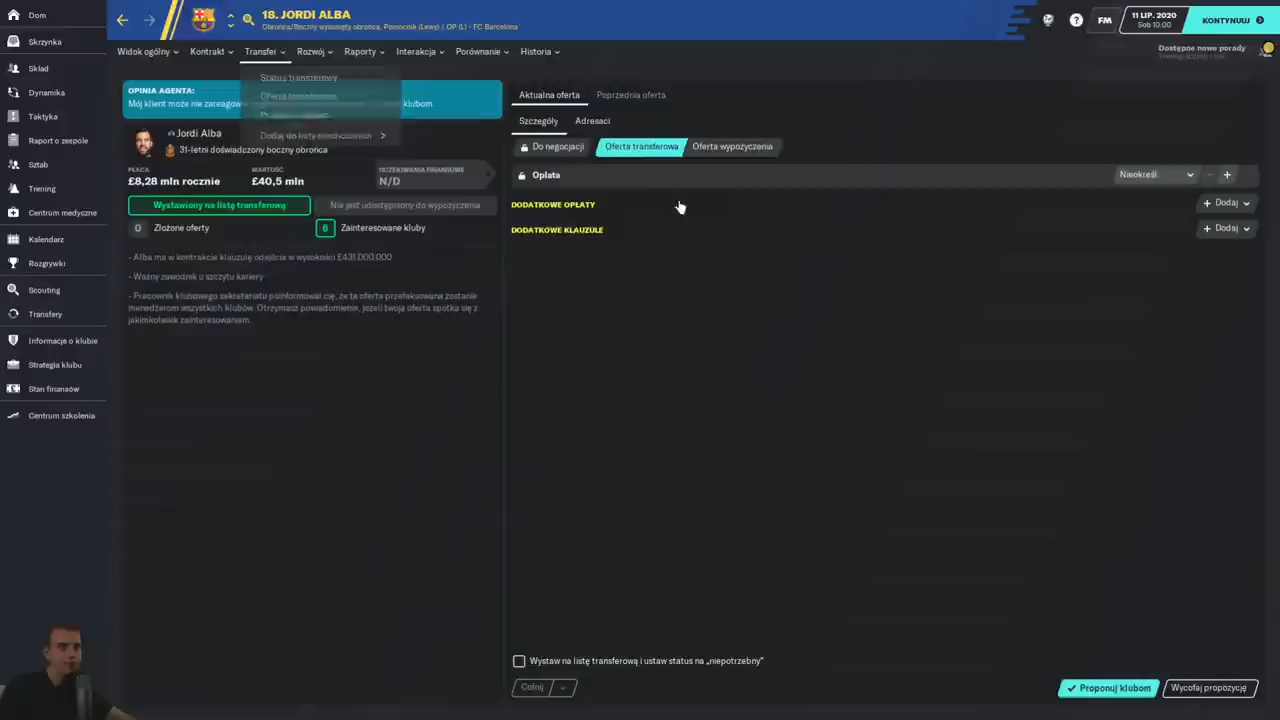 Dom
Skrzynka
Skład
Dynamika
Taktyka
Raport o zespole
Sztab
Trening
Centrum medyczne
Kalendarz
Rozgrywki
Scouting
Transfery
Informacje o klubie
Strategia klubu
Stan finansów
Centrum szkolenia
18. JORDI ALBA
Obrońca/Boczny wysunięty obrońca, Pomocnik (Lewy) / OP (L) - FC Barcelona
FM
11 LIP. 2020
Sob 10:00
KONTYNUUJ
Widok ogólny
Kontrakt
Transfer
Rozwój
Raporty
Interakcja
Porównanie
Historia
Dostępne nowe porady
Status transferowy
Oferta transferowa
Dodaj do listy niechcianych
OPINIA AGENTA:
Mój klient może nie zareagow klubom
Jordi Alba
31-letni doświadczony boczny obrońca
PŁACA
£8,28 mln rocznie
WARTOŚĆ
£40,5 mln
OCZEKIWANIA FINANSOWE
N/D
Wystawiony na listę transferową
Nie jest udostępniony do wypożyczenia
0 Złożone oferty
6 Zainteresowane kluby
- Alba ma w kontrakcie klauzulę odejścia w wysokości £431.000.000
- Ważny zawodnik u szczytu kariery
- Pracownik klubowego sekretariatu poinformował cię, że ta oferta przefaksowana zostanie
menedżerom wszystkich klubów. Otrzymasz powiadomienie, jeżeli twoja oferta spotka się z
jakimkolwiek zainteresowaniem.
Aktualna oferta
Poprzednia oferta
Szczegóły
Adresaci
Do negocjacji
Oferta transferowa
Oferta wypożyczenia
Opłata
Nieokreśl.
DODATKOWE OPŁATY
+ Dodaj
DODATKOWE KLAUZULE
+ Dodaj
Wystaw na listę transferową i ustaw status na „niepotrzebny"
Cofnij
Proponuj klubom
Wycofaj propozycję